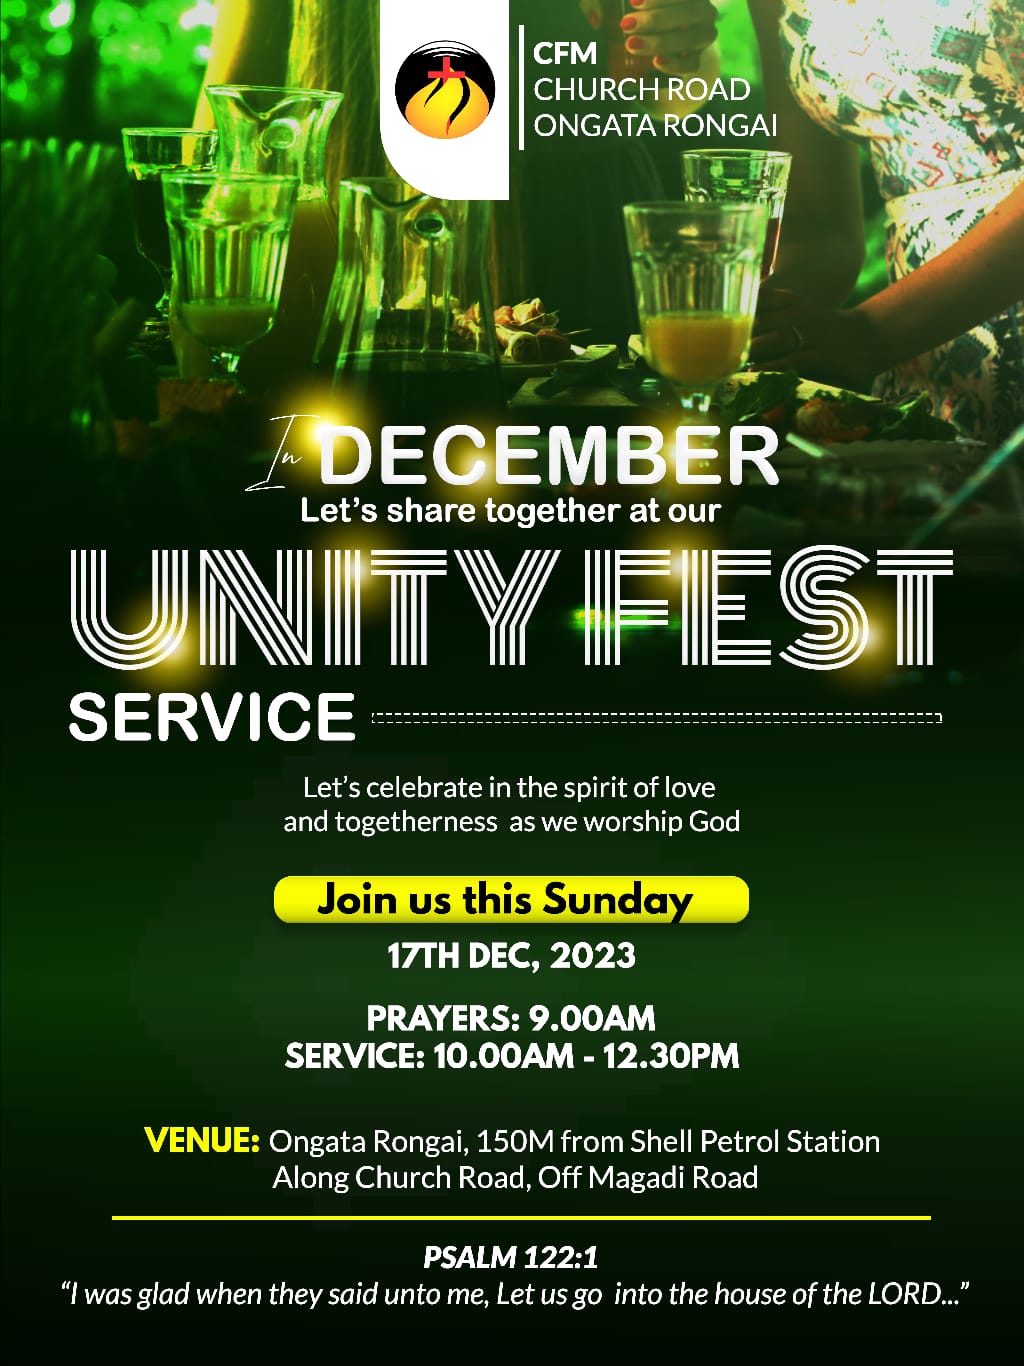 CFM
CHURCH ROAD
ONGATA RONGAI
In DECEMBER
Let's share together at our
UNITY FEST
SERVICE
Let's celebrate in the spirit of love
and togetherness as we worship God
Join us this Sunday
17TH DEC, 2023
PRAYERS: 9.00AM
SERVICE: 10.00AM - 12.30PM
VENUE: Ongata Rongai, 150M from Shell Petrol Station
Along Church Road, Off Magadi Road
PSALM 122:1
“I was glad when they said unto me, Let us go into the house of the LORD...”